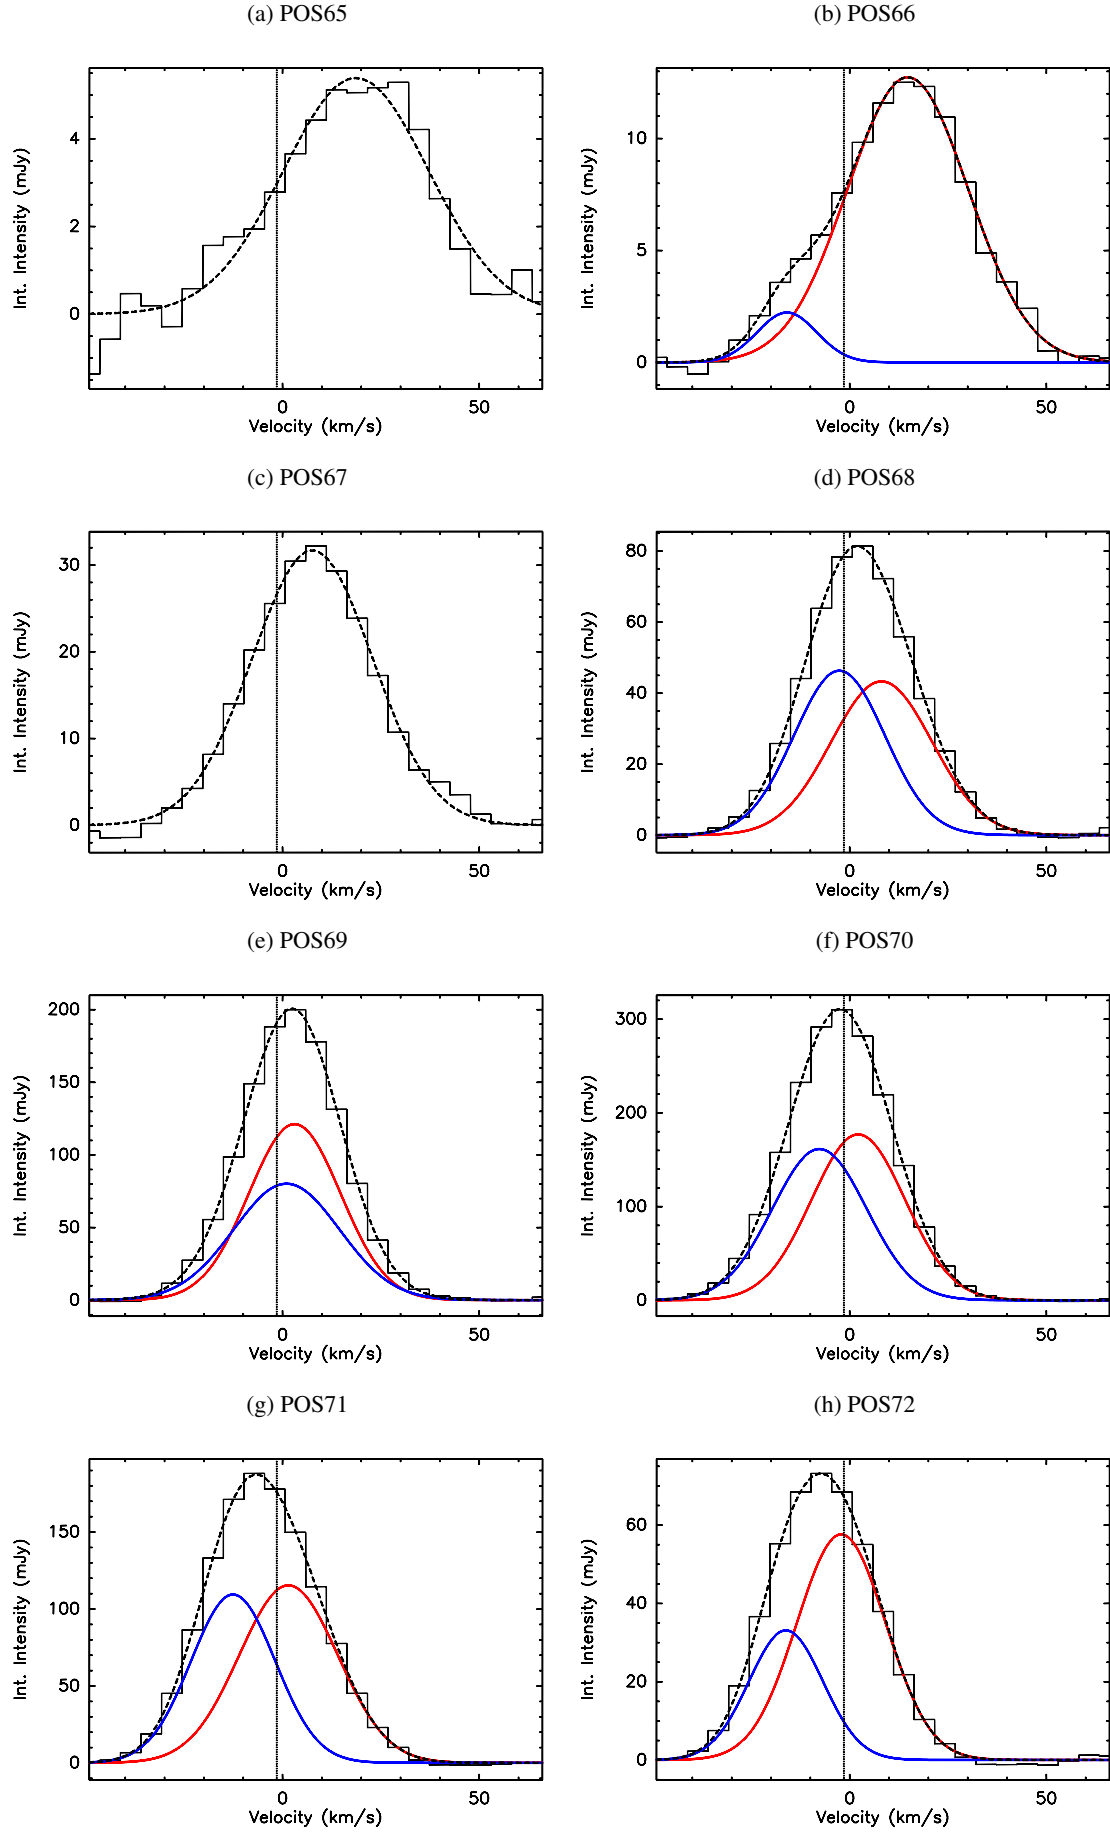 (a) POS65
(b) POS66
Int. Intensity (mJy)
4
2
0
0
50
Velocity (km/s)
Int. Intensity (mJy)
10
5
0
0
50
Velocity (km/s)
(c) POS67
(d) POS68
Int. Intensity (mJy)
30
20
10
0
0
50
Velocity (km/s)
Int. Intensity (mJy)
80
60
40
20
0
0
50
Velocity (km/s)
(e) POS69
(f) POS70
Int. Intensity (mJy)
200
150
100
50
0
0
50
Velocity (km/s)
Int. Intensity (mJy)
300
200
100
0
0
50
Velocity (km/s)
(g) POS71
(h) POS72
Int. Intensity (mJy)
150
100
50
0
0
50
Velocity (km/s)
Int. Intensity (mJy)
60
40
20
0
0
50
Velocity (km/s)